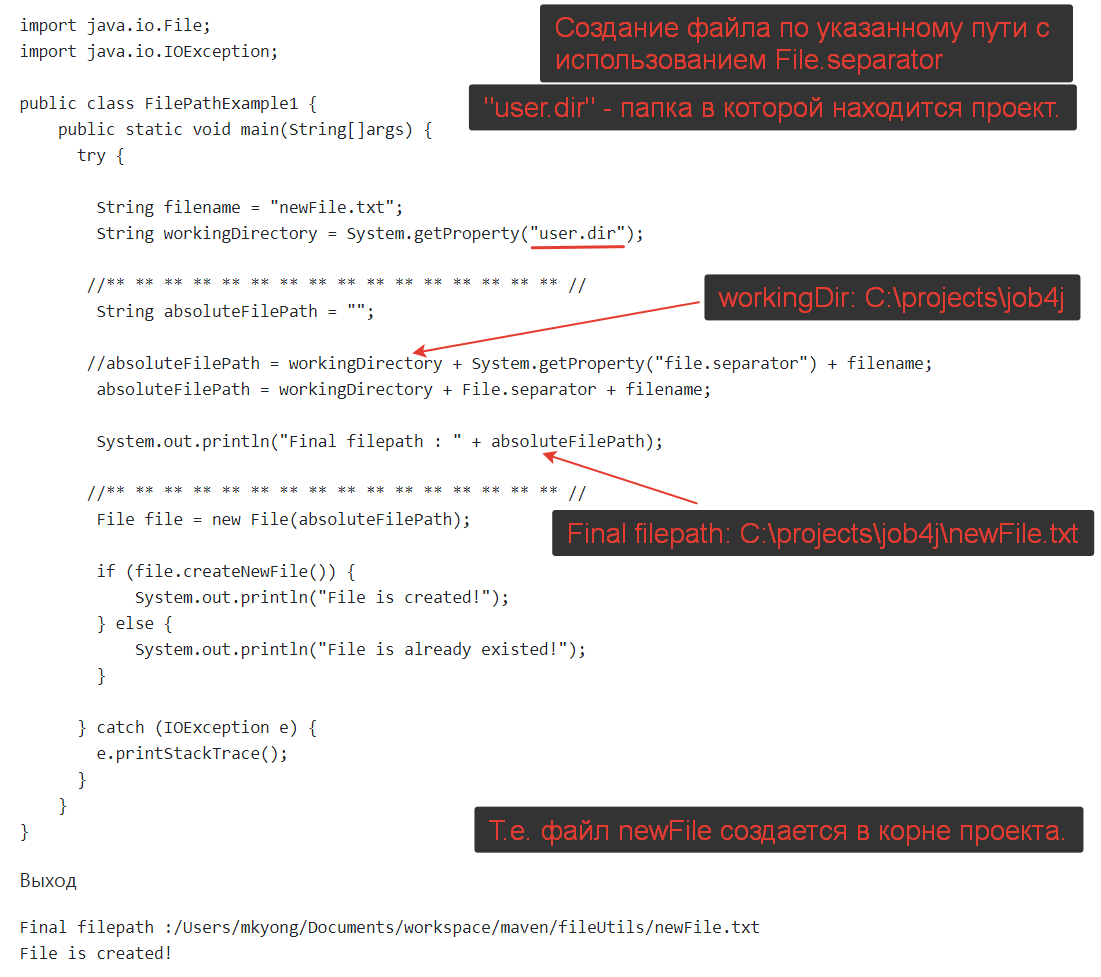 import java.io.File;
import java.io.IOException;
Создание файла по указанному пути с
использованием File.separator
"user.dir" - папка в которой находится проект.
public class FilePathExample1 {
public static void main(String[]args) {
try {
String filename = "newFile.txt";
String workingDirectory = System.getProperty("user.dir");
//** ** ** ** ** ** ** ** ** ** ** ** ** ** ** ** //
String absoluteFilePath = "";
workingDir: C:\projects\job4j
//absoluteFilePath = workingDirectory + System.getProperty("file.separator") + filename;
absoluteFilePath = workingDirectory + File.separator + filename;
System.out.println("Final filepath : " + absoluteFilePath);
//** ** ** ** ** ** ** ** ** ** ** ** ** ** ** ** //
File file = new File(absoluteFilePath);
Final filepath: C:\projects\job4j\newFile.txt
if (file.createNewFile()) {
System.out.println("File is created!");
} else {
System.out.println("File is already existed!");
}
} catch (IOException e) {
e.printStackTrace();
}
}
}
Т.е. файл newFile создается в корне проекта.
Выход
Final filepath :/Users/mkyong/Documents/workspace/maven/fileUtils/newFile.txt
File is created!